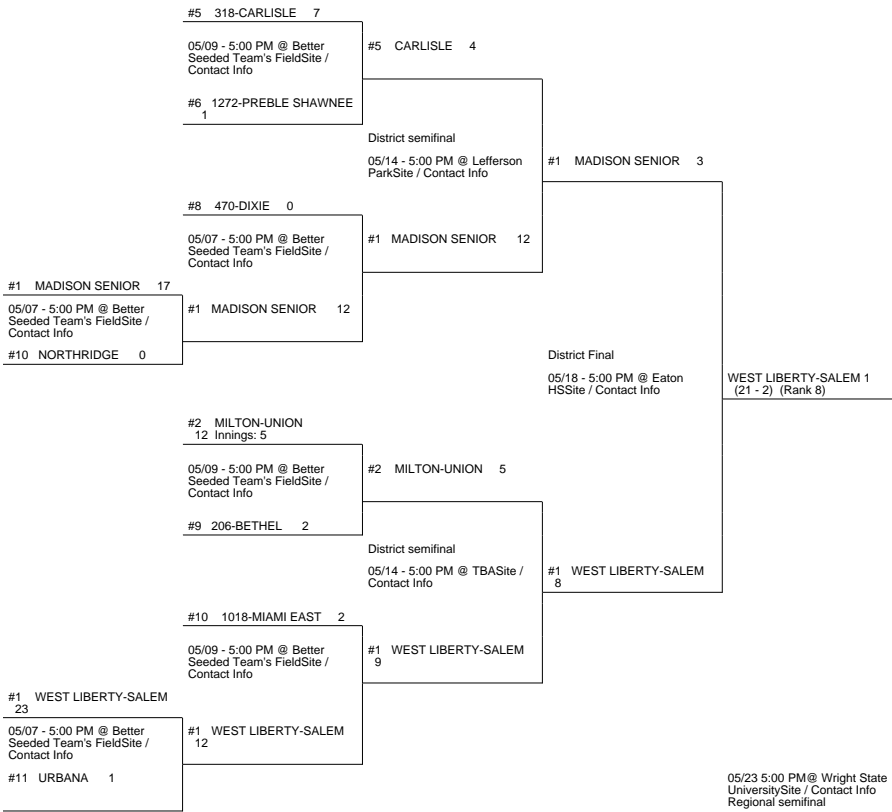 #5 318-CARLISLE 7
05/09 - 5:00 PM @ Better
Seeded Team's FieldSite /
Contact Info
#6 1272-PREBLE SHAWNEE
1
#5 CARLISLE 4
District semifinal
05/14 - 5:00 PM @ Lefferson
ParkSite / Contact Info
#1 MADISON SENIOR 3
#8 470-DIXIE 0
05/07 - 5:00 PM @ Better
Seeded Team's FieldSite /
Contact Info
#1 MADISON SENIOR 12
#1 MADISON SENIOR 17
05/07 - 5:00 PM @ Better
Seeded Team's FieldSite /
Contact Info
#10 NORTHRIDGE 0
#1 MADISON SENIOR 12
District Final
05/18 - 5:00 PM @ Eaton
HSSite / Contact Info
WEST LIBERTY-SALEM 1
(21 - 2) (Rank 8)
#2 MILTON-UNION
12 Innings: 5
05/09 - 5:00 PM @ Better
Seeded Team's FieldSite /
Contact Info
#9 206-BETHEL 2
#2 MILTON-UNION 5
District semifinal
05/14 - 5:00 PM @ TBASite /
Contact Info
#1 WEST LIBERTY-SALEM
8
#10 1018-MIAMI EAST 2
05/09 - 5:00 PM @ Better
Seeded Team's FieldSite /
Contact Info
#1 WEST LIBERTY-SALEM
9
#1 WEST LIBERTY-SALEM
23
05/07 - 5:00 PM @ Better
Seeded Team's FieldSite /
Contact Info
#11 URBANA 1
#1 WEST LIBERTY-SALEM
12
05/23 5:00 PM@ Wright State
UniversitySite / Contact Info
Regional semifinal